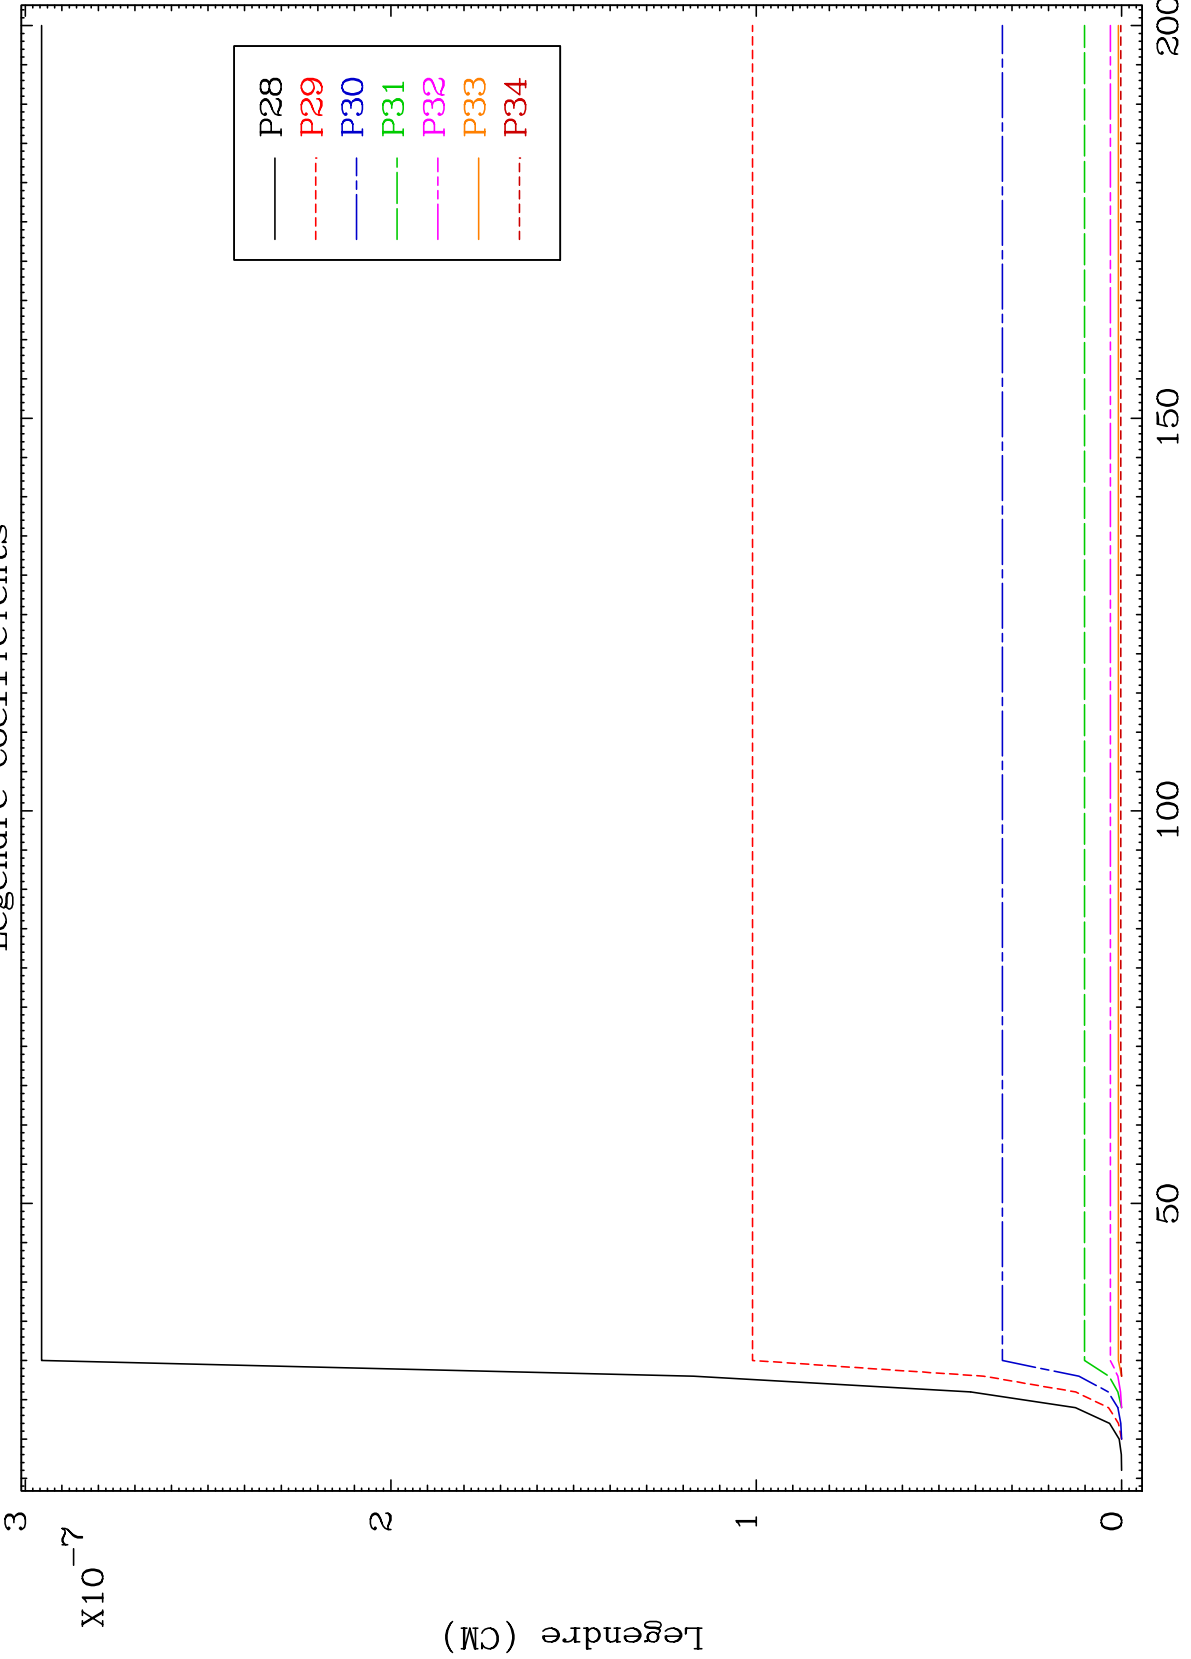 Legendre coefficients
3
2
1
0
X10-7
Legendre (CM)
50
100
150
200
P28
P29
P30
P31
P32
P33
P34